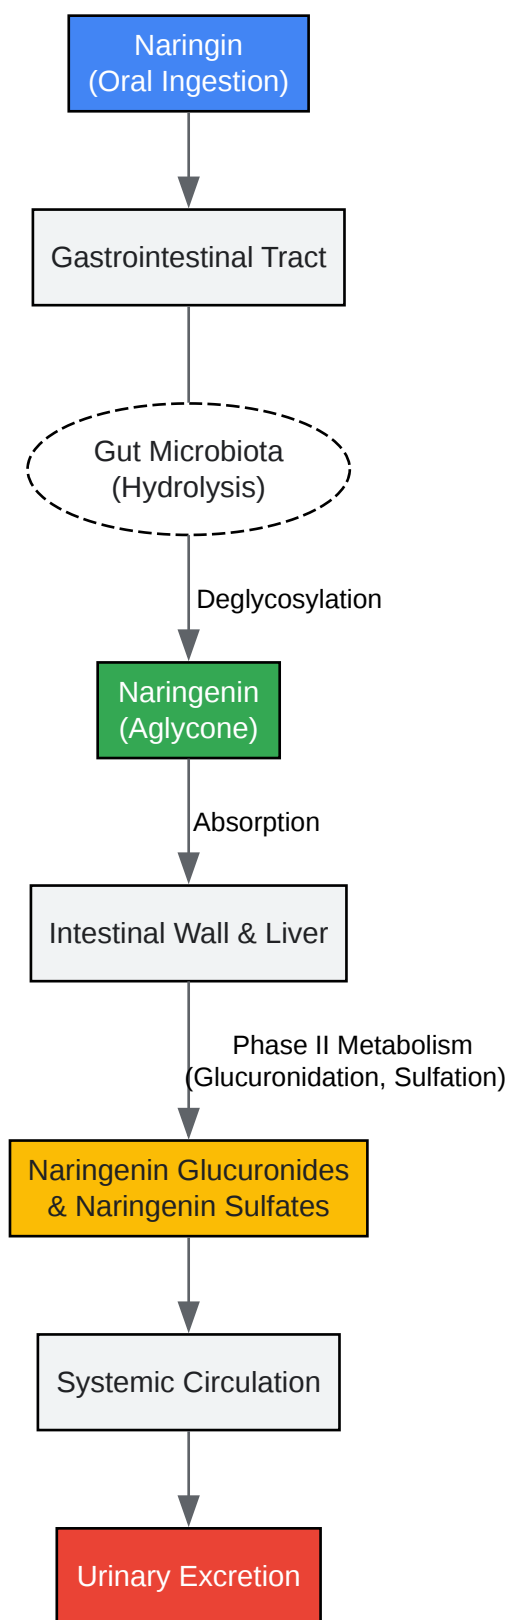 Naringin
(Oral Ingestion)
Gastrointestinal Tract
Gut Microbiota
(Hydrolysis)
Deglycosylation
Naringenin
(Aglycone)
Absorption
Intestinal Wall & Liver
Phase II Metabolism
(Glucuronidation, Sulfation)
Naringenin Glucuronides
& Naringenin Sulfates
Systemic Circulation
Urinary Excretion